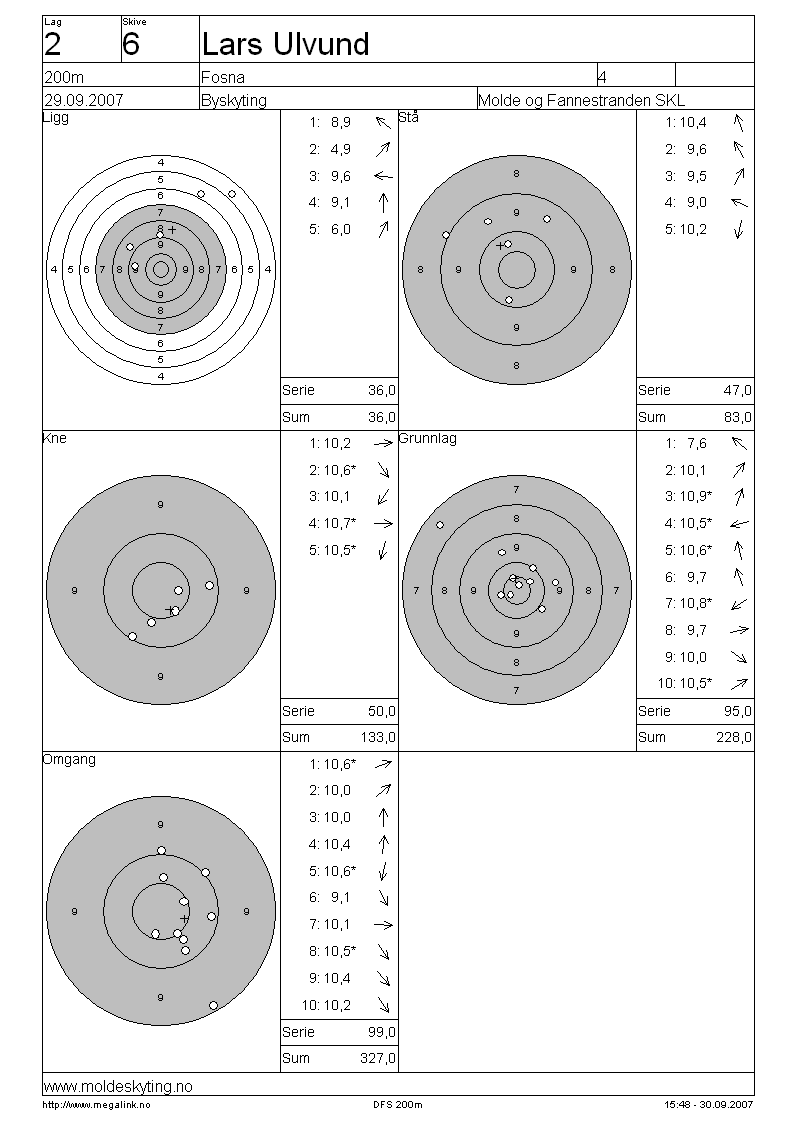 Lag Skive
2 6 Lars Ulvund
200m Fosna 4
29.09.2007 Byskyting Molde og Fannestranden SKL
Ligg
4
5
6
7
8
9
4 5 6 7 8 9 9 8 7 6 5 4
9
8
7
6
5
4
1: 8,9
2: 4,9
3: 9,6
4: 9,1
5: 6,0
Serie 36,0
Sum 36,0
Stå
8
9
8 9 9 8
9
8
1: 10,4
2: 9,6
3: 9,5
4: 9,0
5: 10,2
Serie 47,0
Sum 83,0
Kne
9
9 9
9
1: 10,2
2: 10,6*
3: 10,1
4: 10,7*
5: 10,5*
Serie 50,0
Sum 133,0
Grunnlag
7
8
9
7 8 9 9 8 7
9
8
7
1: 7,6
2: 10,1
3: 10,9*
4: 10,5*
5: 10,6*
6: 9,7
7: 10,8*
8: 9,7
9: 10,0
10: 10,5*
Serie 95,0
Sum 228,0
Omgang
9
9 9
9
1: 10,6*
2: 10,0
3: 10,0
4: 10,4
5: 10,6*
6: 9,1
7: 10,1
8: 10,5*
9: 10,4
10: 10,2
Serie 99,0
Sum 327,0
www.moldeskyting.no
http://www.megalink.no DFS 200m 15:48 - 30.09.2007